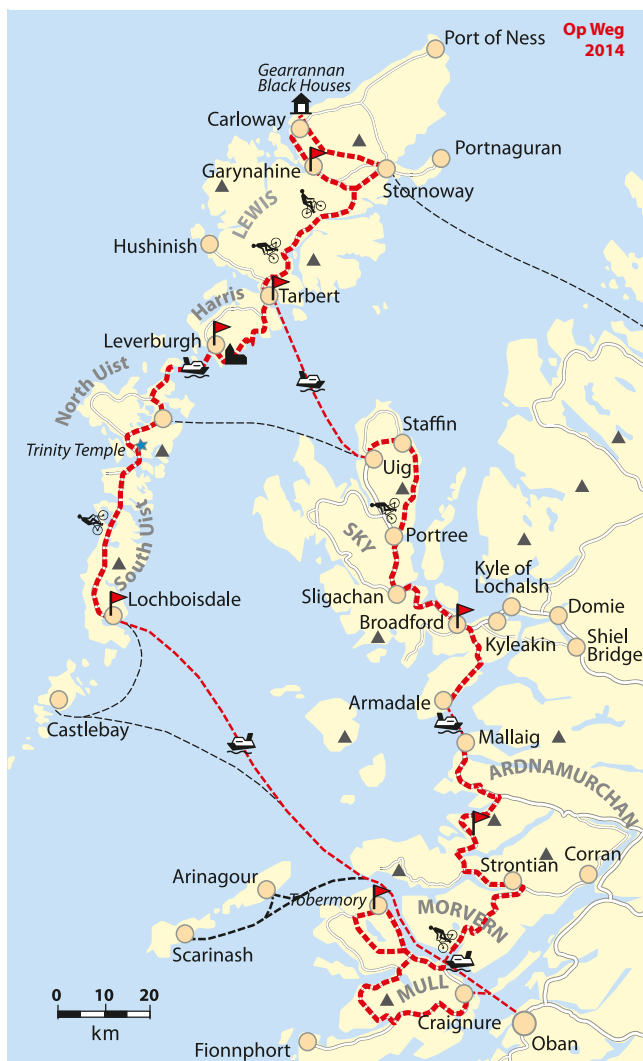 Op Weg
2014
Port of Ness
Gearrannan
Black Houses
Carloway
Portnaguran
Garynahine
Stornoway
LEWIS
Hushinish
Harris
Tarbert
Leverburgh
North Uist
Staffin
Trinity Temple
Uig
SKY
Portree
South Uist
Kyle of
Lochalsh
Sligachan
Domie
Lochboisdale
Broadford
Kyleakin
Shiel
Bridge
Armadale
Castlebay
Mallaig
ARDNAMURCHAN
Arinagour
Strontian
Corran
Tobermory
MORVERN
Scarinash
MULL
0 10 20
km
Craignure
Oban
Fionnphort